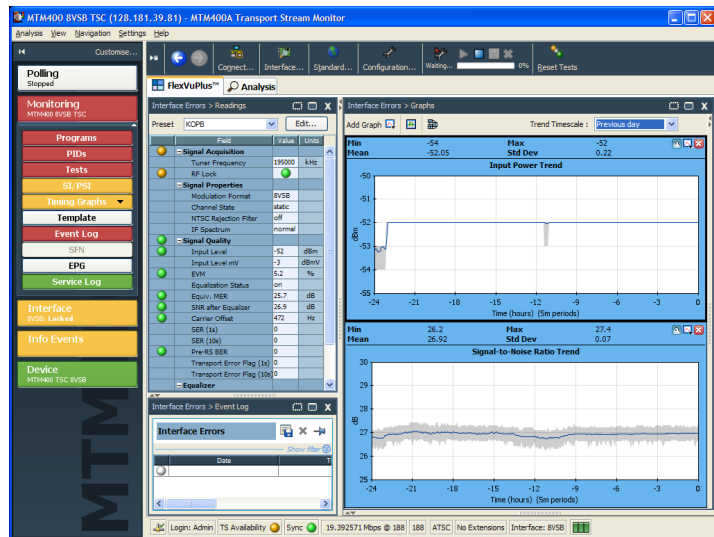 MTM400 8VSB TSC (128.181.39.81) - MTM400A Transport Stream Monitor
Analysis View Navigation Settings Help
Customise...
Polling
Stopped
Monitoring
MTM400 8VSB TSC
Programs
PIDs
Tests
SI/PSI
Timing Graphs
Template
Event Log
SFN
EPG
Service Log
Interface
8VSB: Locked
Info Events
Device
MTM400 TSC 8VSB
MTM
Connect... Interface... Standard... Configuration... Waiting... 0% Reset Tests
FlexVuPlus™ Analysis
Interface Errors > Readings
Preset KOPB Edit...
Field Value Units
Signal Acquisition
Tuner Frequency 195000 kHz
RF Lock
Signal Properties
Modulation Format 8VSB
Channel State static
NTSC Rejection Filter off
IF Spectrum normal
Signal Quality
Input Level -52 dBm
Input Level mV -3 dBmV
EVM 5.2 %
Equalization Status on
Equiv. MER 25.7 dB
SNR after Equalizer 26.9 dB
Carrier Offset 472 Hz
SER (1s) 0
SER (10s) 0
Pre-RS BER 0
Transport Error Flag (1s) 0
Transport Error Flag (10s) 0
Equalizer
Interface Errors > Event Log
Interface Errors
Show filter
Date T
Interface Errors > Graphs
Add Graph Trend Timescale : Previous day
Min -54 Max -52
Mean -52.05 Std Dev 0.22
Input Power Trend
-50
-51
-52
-53
-54
-55
dBm
-24 -21 -18 -15 -12 -9 -6 -3 0
Time (hours) (5m periods)
Min 26.2 Max 27.4
Mean 26.92 Std Dev 0.07
Signal-to-Noise Ratio Trend
30
29
28
27
26
25
dB
-24 -21 -18 -15 -12 -9 -6 -3 0
Time (hours) (5m periods)
Login: Admin TS Availability Sync 19.392571 Mbps @ 188 188 ATSC No Extensions Interface: 8VSB